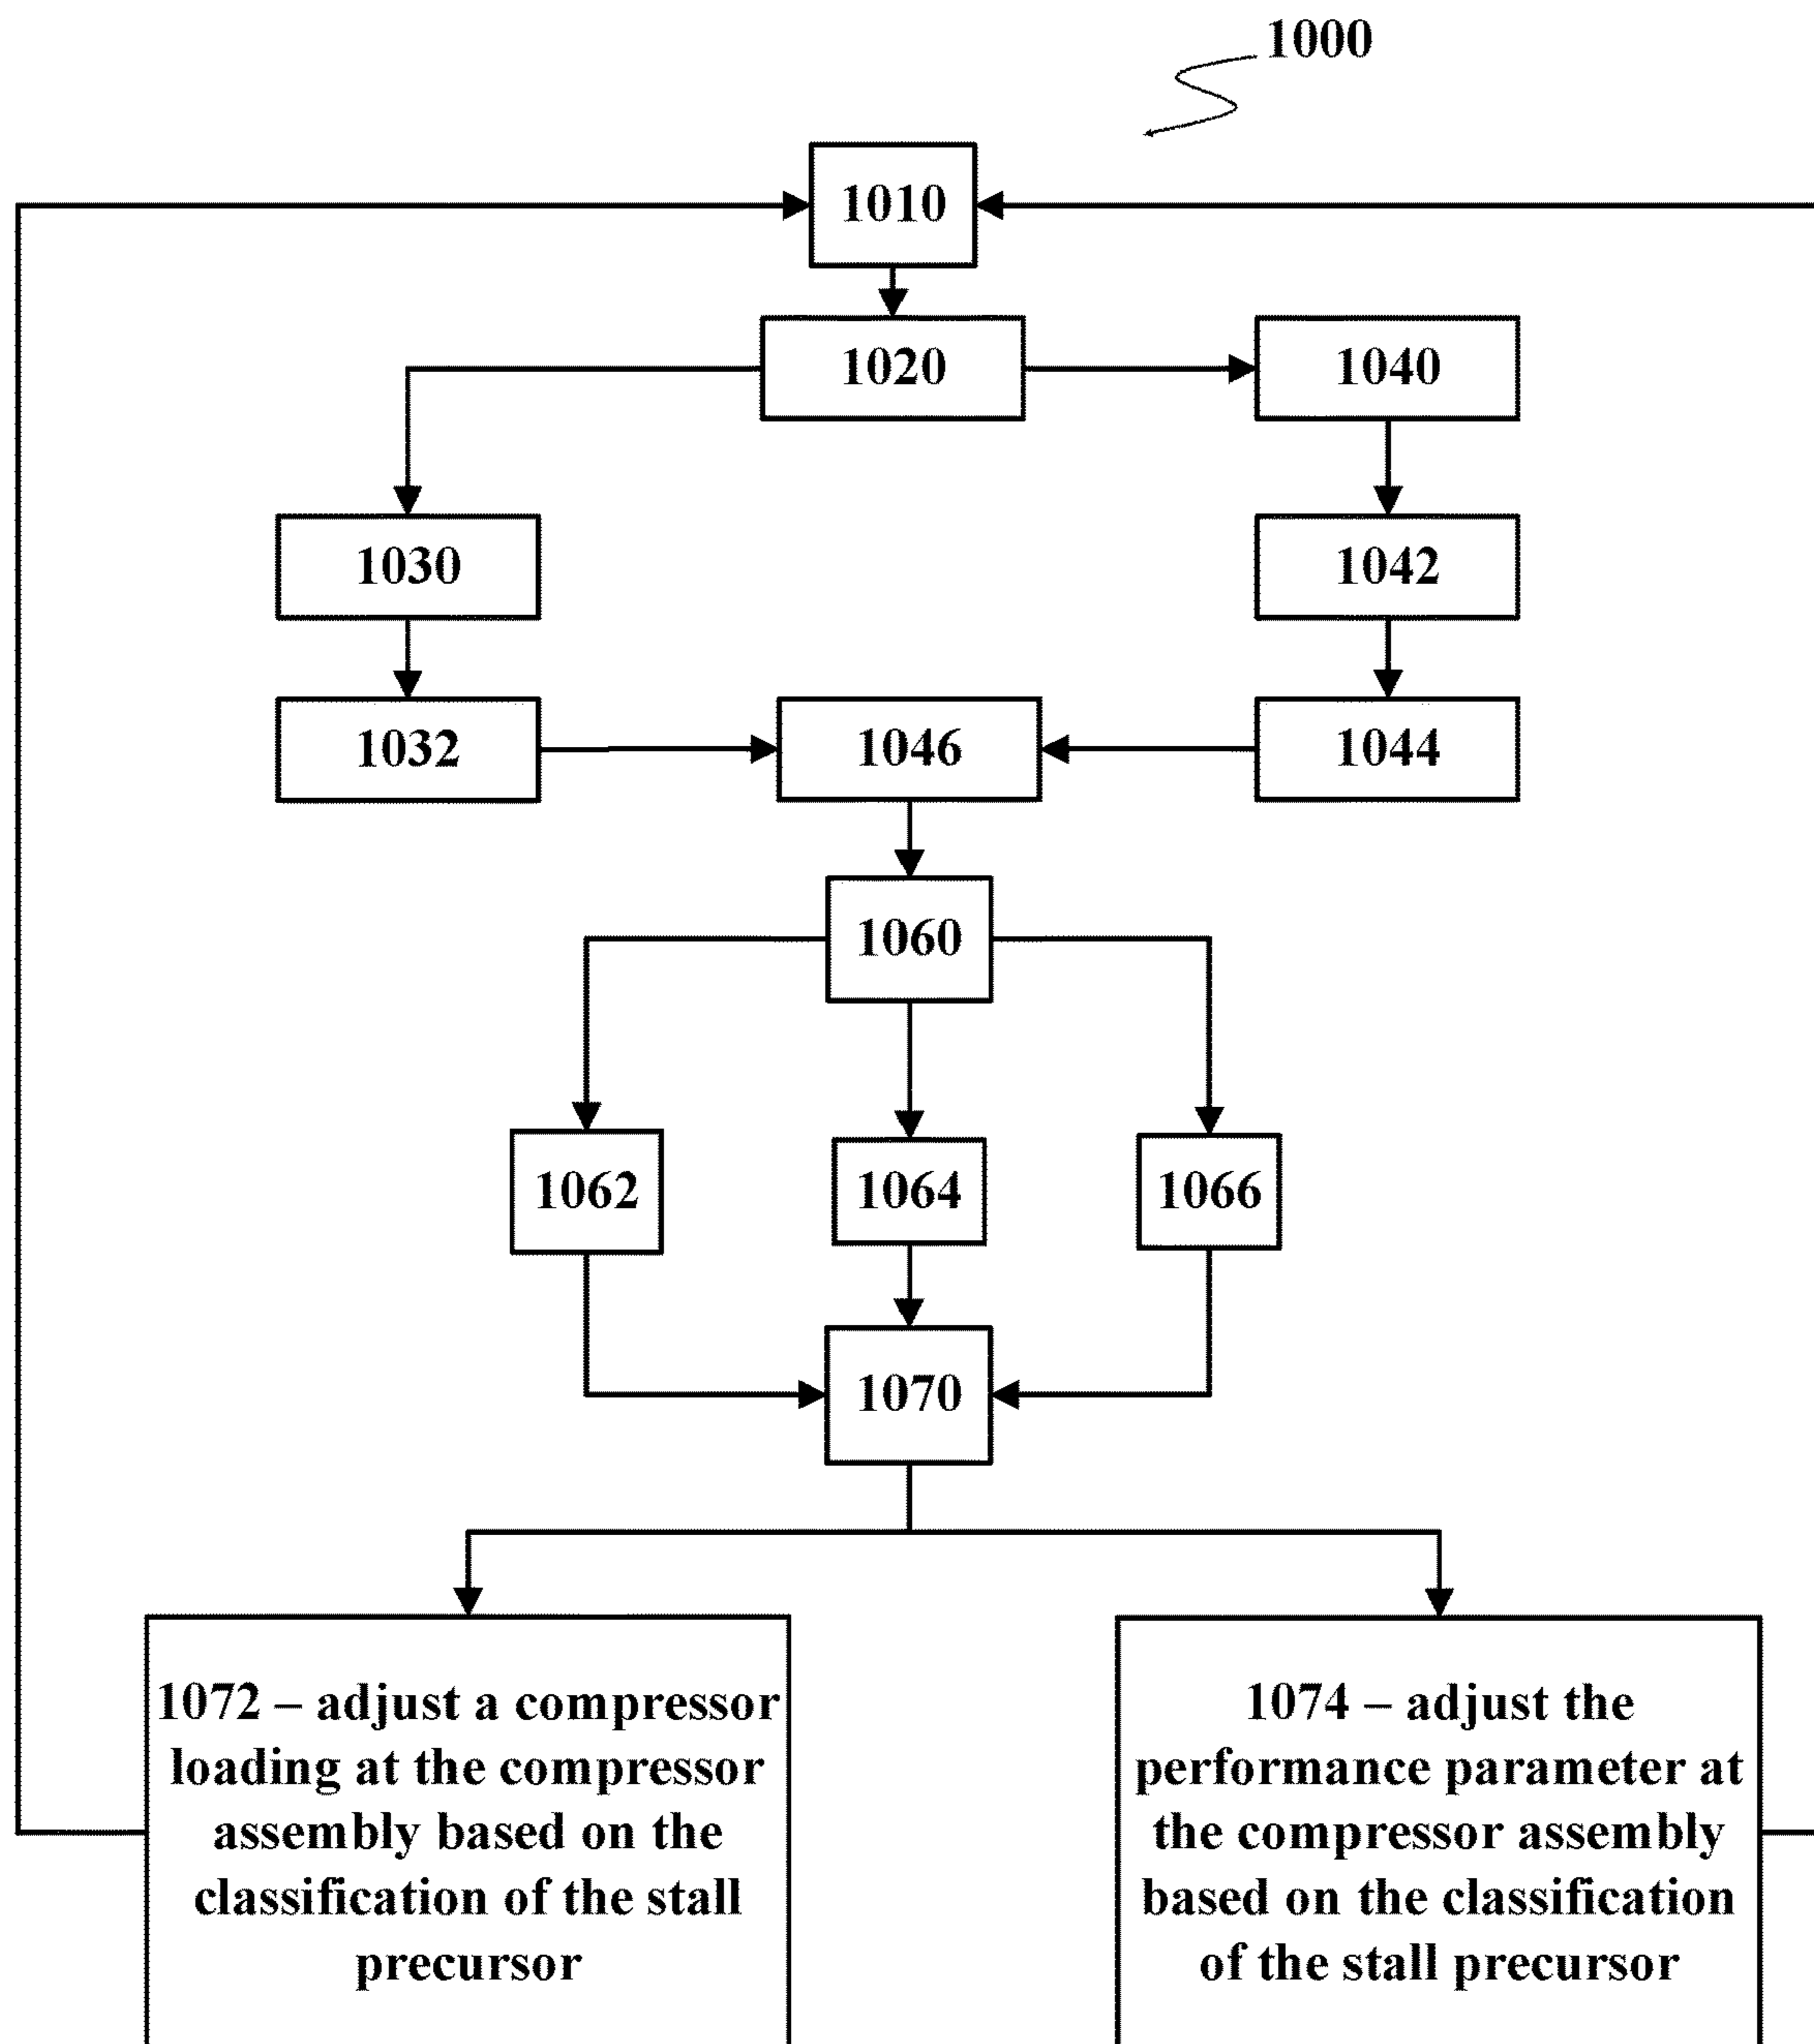 1000
1010
1020
1040
1030
1042
1032
1046
1044
1060
1062
1064
1066
1070
1072 – adjust a compressor
loading at the compressor
assembly based on the
classification of the stall
precursor
1074 – adjust the
performance parameter at
the compressor assembly
based on the classification
of the stall precursor